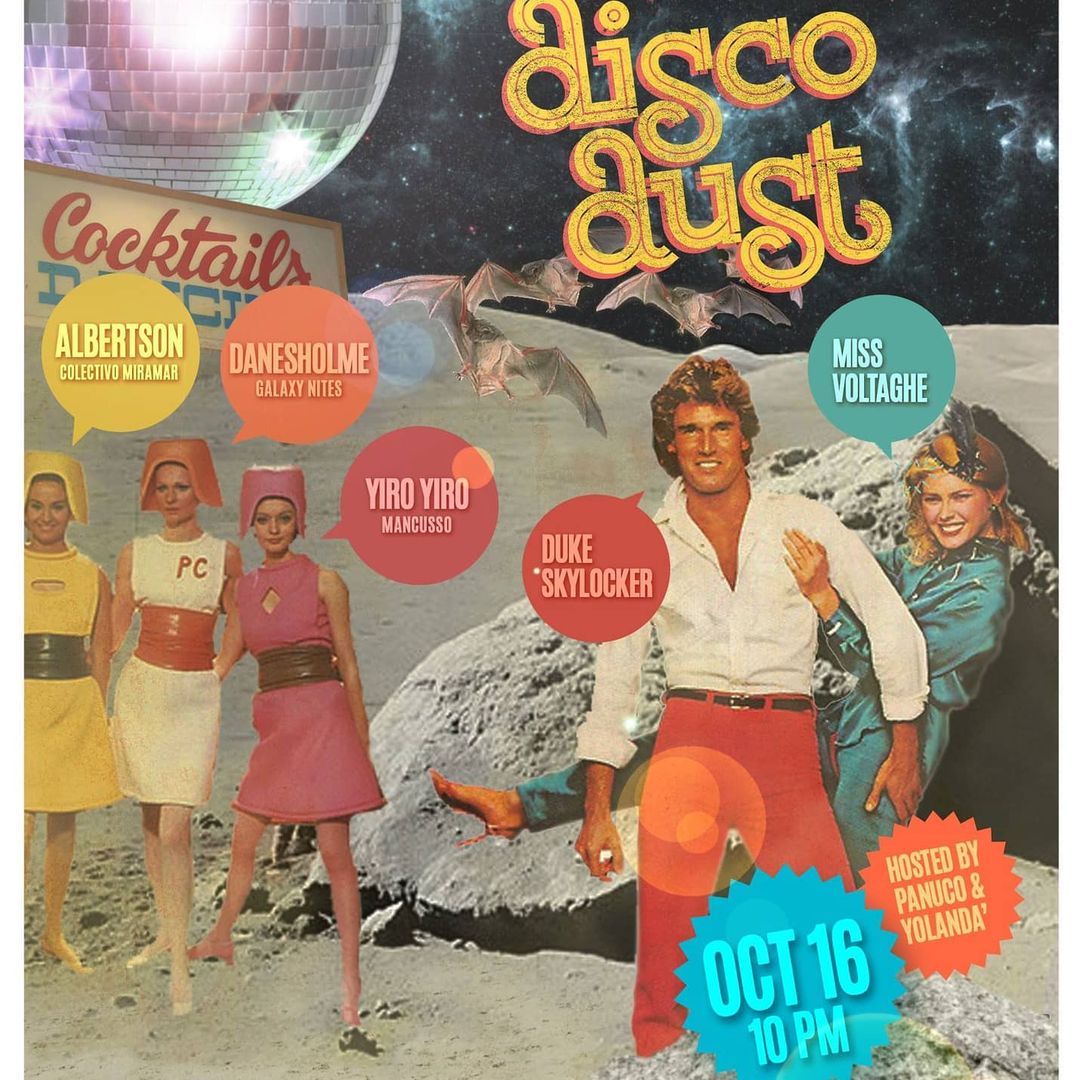 disco
dust
Cocktails
ALBERTSON
COLECTIVO MIRAMAR
DANESHOLME
GALAXY NITES
MISS
VOLTAGHE
YIRO YIRO
MANCUSSO
DUKE
SKYLOCKER
PC
HOSTED BY
PANUCO &
YOLANDA'
OCT 16
10 PM